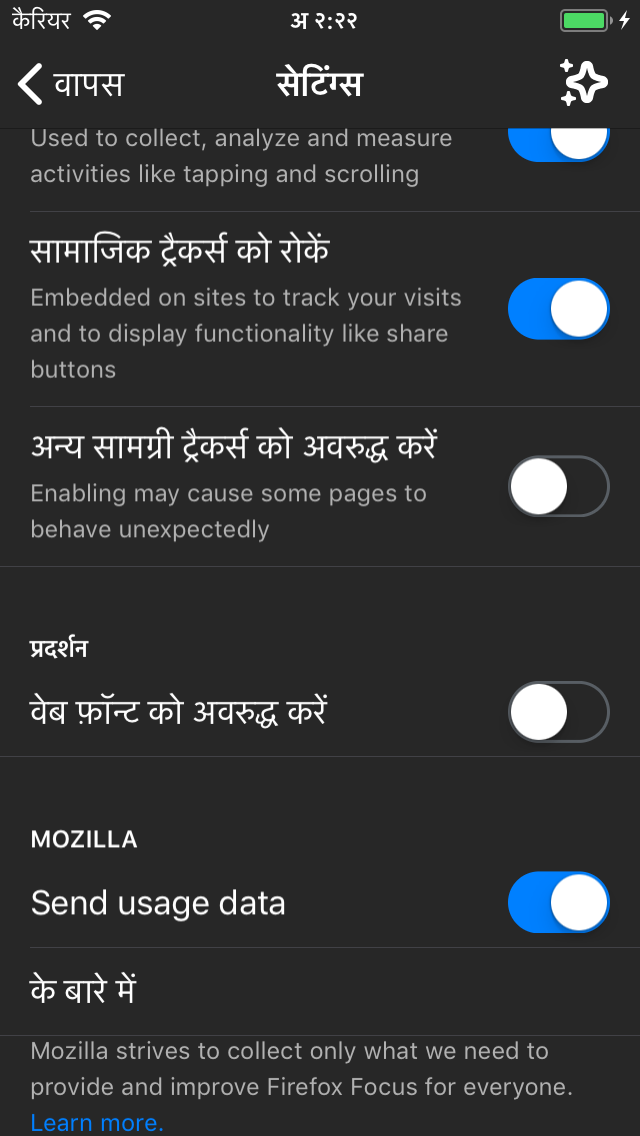 कैरियर अ २:२२
वापस सेटिंग्स
Used to collect, analyze and measure
activities like tapping and scrolling
सामाजिक ट्रैकर्स को रोकें
Embedded on sites to track your visits
and to display functionality like share
buttons
अन्य सामग्री ट्रैकर्स को अवरुद्ध करें
Enabling may cause some pages to
behave unexpectedly
प्रदर्शन
वेब फ़ॉन्ट को अवरुद्ध करें
MOZILLA
Send usage data
के बारे में
Mozilla strives to collect only what we need to
provide and improve Firefox Focus for everyone.
Learn more.